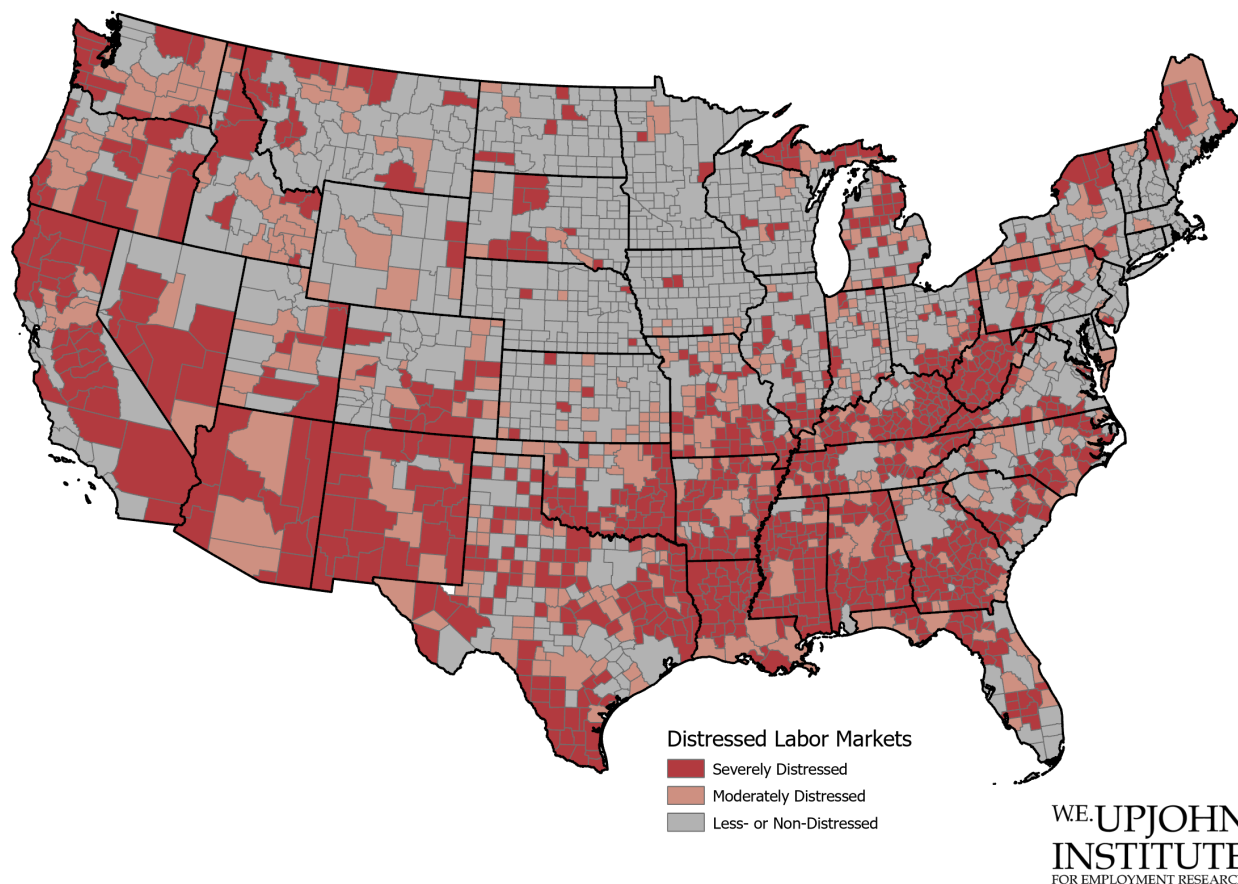 Distressed Labor Markets
Severely Distressed
Moderately Distressed
Less- or Non-Distressed
W.E. UPJOHN
INSTITUTE
FOR EMPLOYMENT RESEARCH